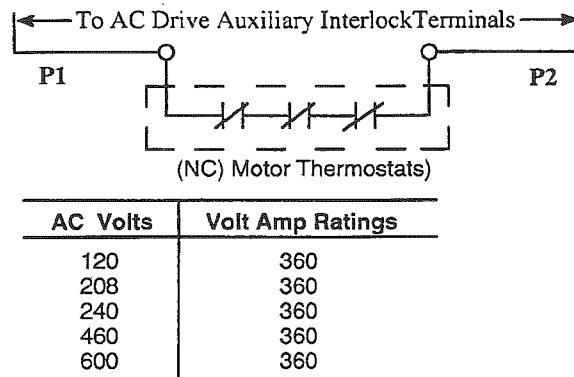 To AC Drive Auxiliary InterlockTerminals
P1 P2
(NC) Motor Thermostats)
AC Volts Volt Amp Ratings
120 360
208 360
240 360
460 360
600 360